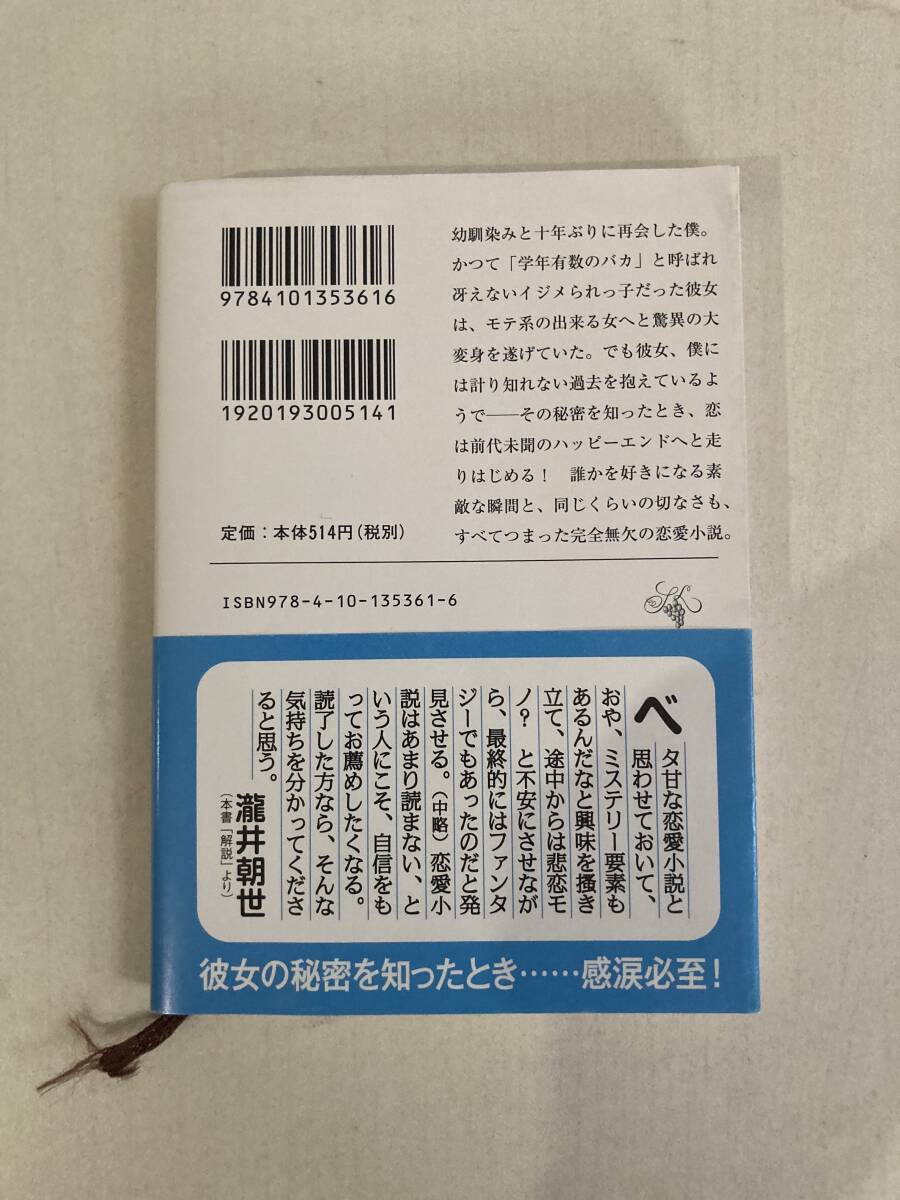 9784101353616
1920193005141
定価：本体514円（税別）
幼馴染みと十年ぶりに再会した僕。
かつて「学年有数のバカ」と呼ばれ
冴えないイジメられっ子だった彼女
は、モテ系の出来る女へと驚異の大
変身を遂げていた。でも彼女、僕に
は計り知れない過去を抱えているよ
うで――その秘密を知ったとき、恋
は前代未聞のハッピーエンドへと走
りはじめる！　誰かを好きになる素
敵な瞬間と、同じくらいの切なさも、
すべてつまった完全無欠の恋愛小説。
ISBN978-4-10-135361-6
ベタ甘な恋愛小説と
思わせておいて、
おや、ミステリー要素も
あるんだなと興味を搔き
立て、途中からは悲恋モ
ノ？　と不安にさせなが
ら、最終的にはファンタ
ジーでもあったのだと発
見させる。（中略）恋愛小
説はあまり読まない、と
いう人にこそ、自信をも
ってお薦めしたくなる。
読了した方なら、そんな
気持ちを分かってくださ
ると思う。
瀧井朝世
（本書「解説」より）
彼女の秘密を知ったとき……感涙必至！